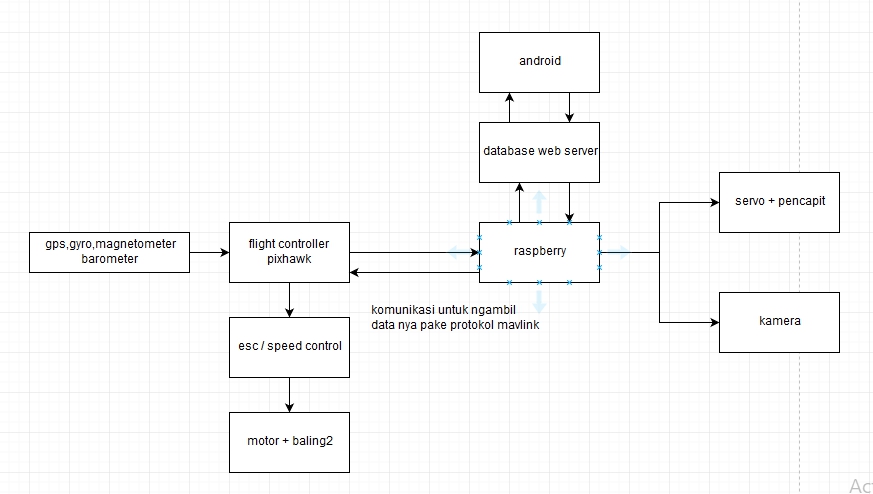 android
database web server
servo + pencapit
gps,gyro,magnetometer
barometer
flight controller
pixhawk
raspberry
komunikasi untuk ngambil
data nya pake protokol mavlink
kamera
esc / speed control
motor + baling2